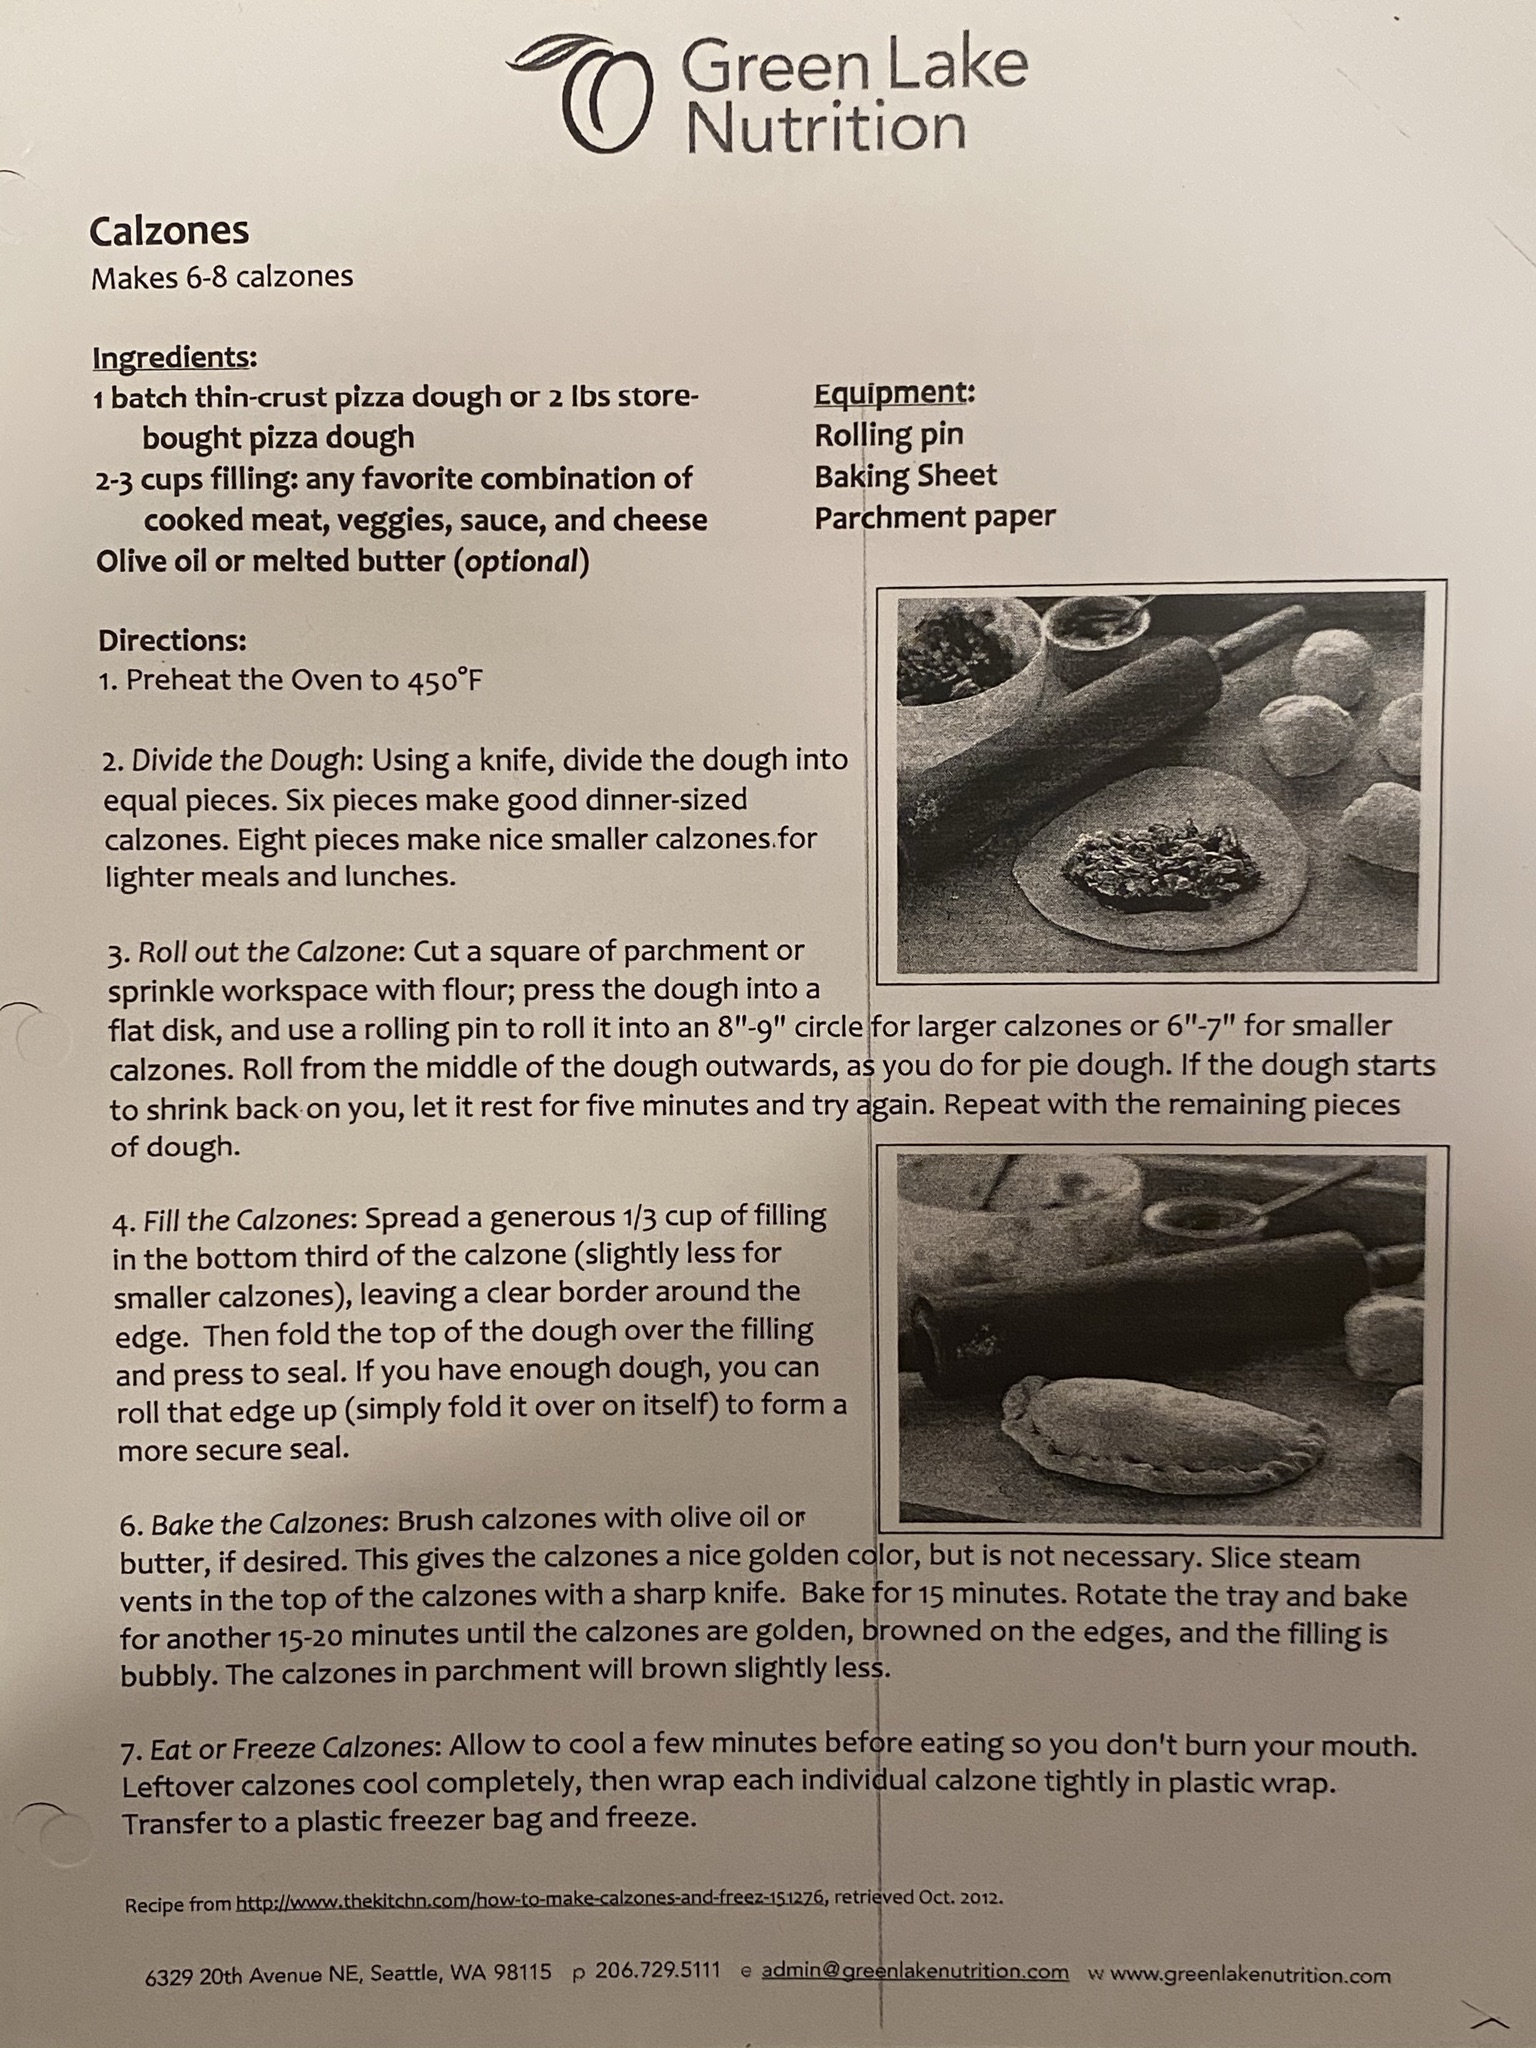 Green Lake
Nutrition
Calzones
Makes 6-8 calzones
Ingredients:
1 batch thin-crust pizza dough or 2 lbs store-
bought pizza dough
2-3 cups filling: any favorite combination of
cooked meat, veggies, sauce, and cheese
Olive oil or melted butter (optional)
Equipment:
Rolling pin
Baking Sheet
Parchment paper
Directions:
1. Preheat the Oven to 450°F
2. Divide the Dough: Using a knife, divide the dough into
equal pieces. Six pieces make good dinner-sized
calzones. Eight pieces make nice smaller calzones for
lighter meals and lunches.
3. Roll out the Calzone: Cut a square of parchment or
sprinkle workspace with flour; press the dough into a
flat disk, and use a rolling pin to roll it into an 8"-9" circle for larger calzones or 6"-7" for smaller
calzones. Roll from the middle of the dough outwards, as you do for pie dough. If the dough starts
to shrink back on you, let it rest for five minutes and try again. Repeat with the remaining pieces
of dough.
4. Fill the Calzones: Spread a generous 1/3 cup of filling
in the bottom third of the calzone (slightly less for
smaller calzones), leaving a clear border around the
edge.  Then fold the top of the dough over the filling
and press to seal. If you have enough dough, you can
roll that edge up (simply fold it over on itself) to form a
more secure seal.
6. Bake the Calzones: Brush calzones with olive oil or
butter, if desired. This gives the calzones a nice golden color, but is not necessary. Slice steam
vents in the top of the calzones with a sharp knife.  Bake for 15 minutes. Rotate the tray and bake
for another 15-20 minutes until the calzones are golden, browned on the edges, and the filling is
bubbly. The calzones in parchment will brown slightly less.
7. Eat or Freeze Calzones: Allow to cool a few minutes before eating so you don't burn your mouth.
Leftover calzones cool completely, then wrap each individual calzone tightly in plastic wrap.
Transfer to a plastic freezer bag and freeze.
Recipe from http://www.thekitchn.com/how-to-make-calzones-and-freez-151276, retrieved Oct. 2012.
6329 20th Avenue NE, Seattle, WA 98115 p 206.729.5111 e admin@greenlakenutrition.com w www.greenlakenutrition.com